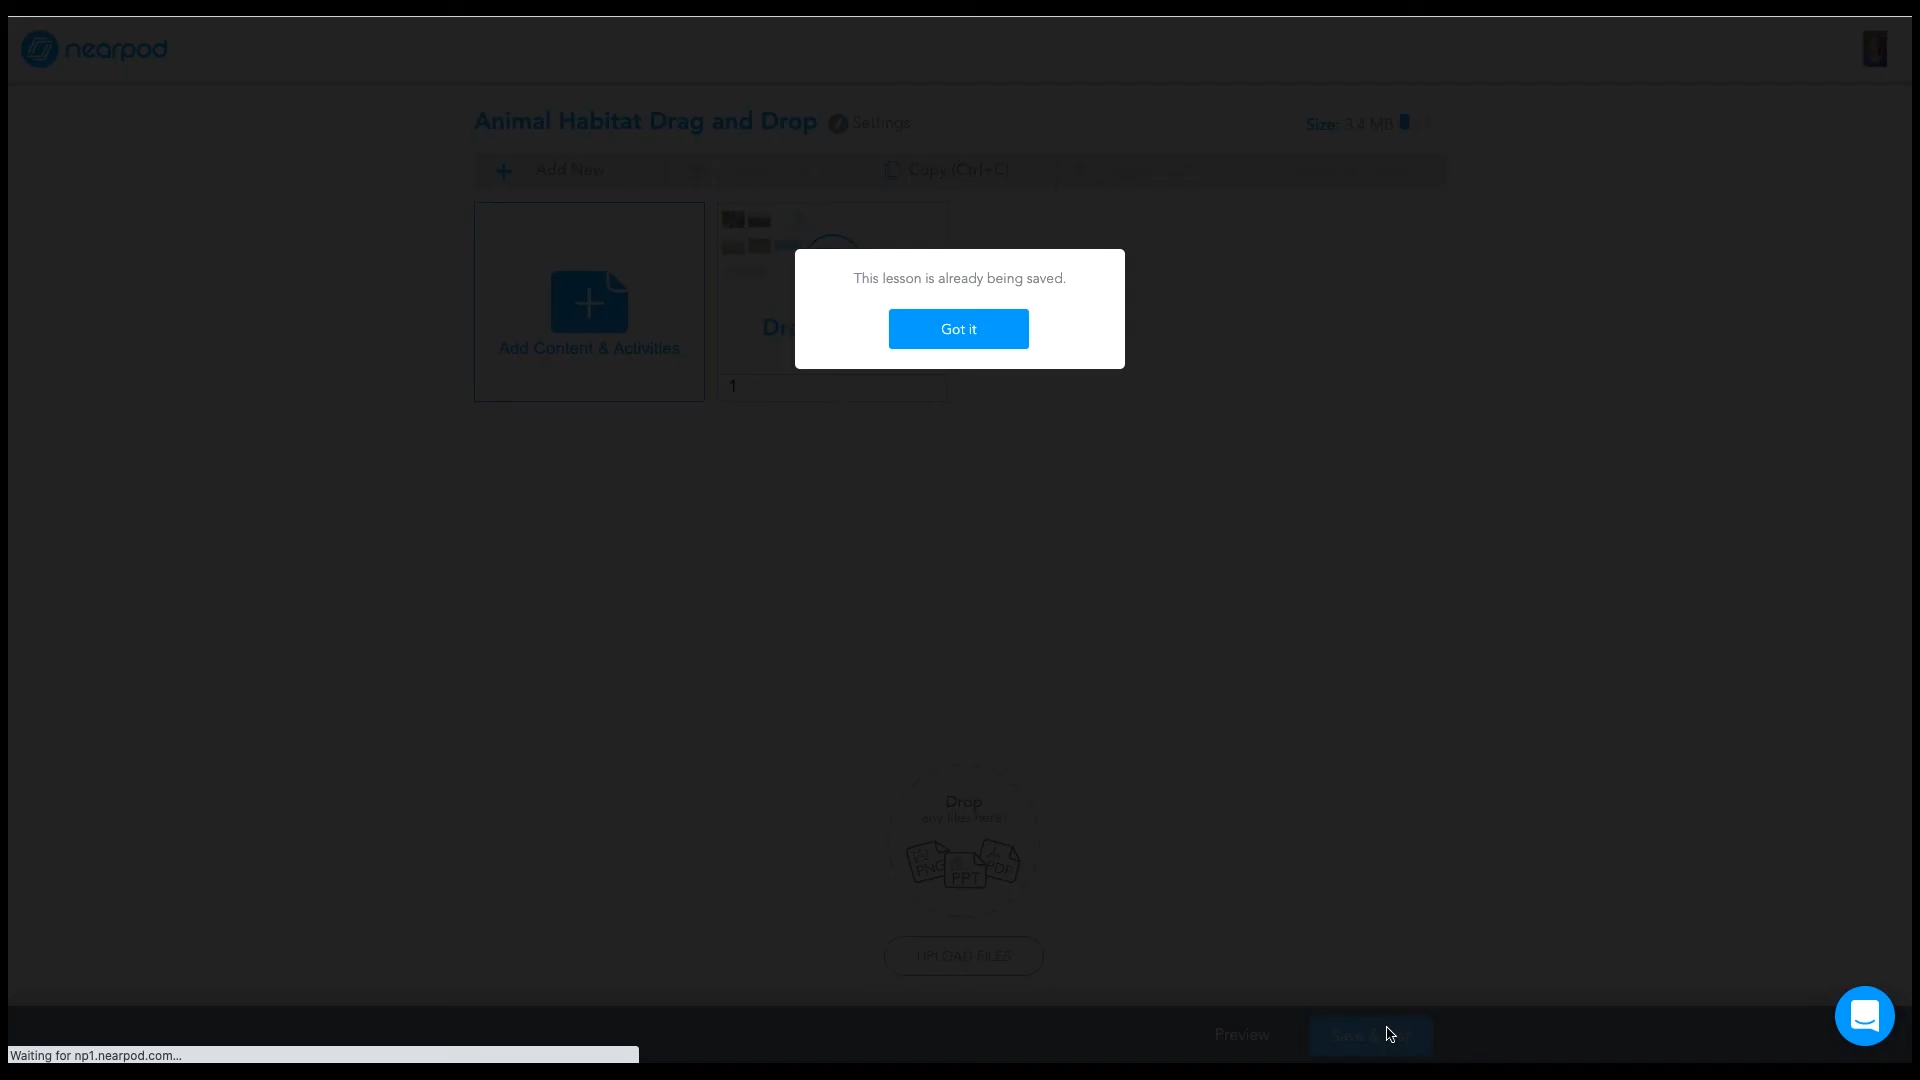 nearpod
Animal Habitat Drag and Drop
Settings
Size: 3.4 MB
Add New
Copy (Ctrl+C)
This lesson is already being saved.
Got it
Add Content & Activities
1
Drop
any files here!
PNG
PPT
PDF
UPLOAD FILES
Preview
Waiting for np1.nearpod.com...